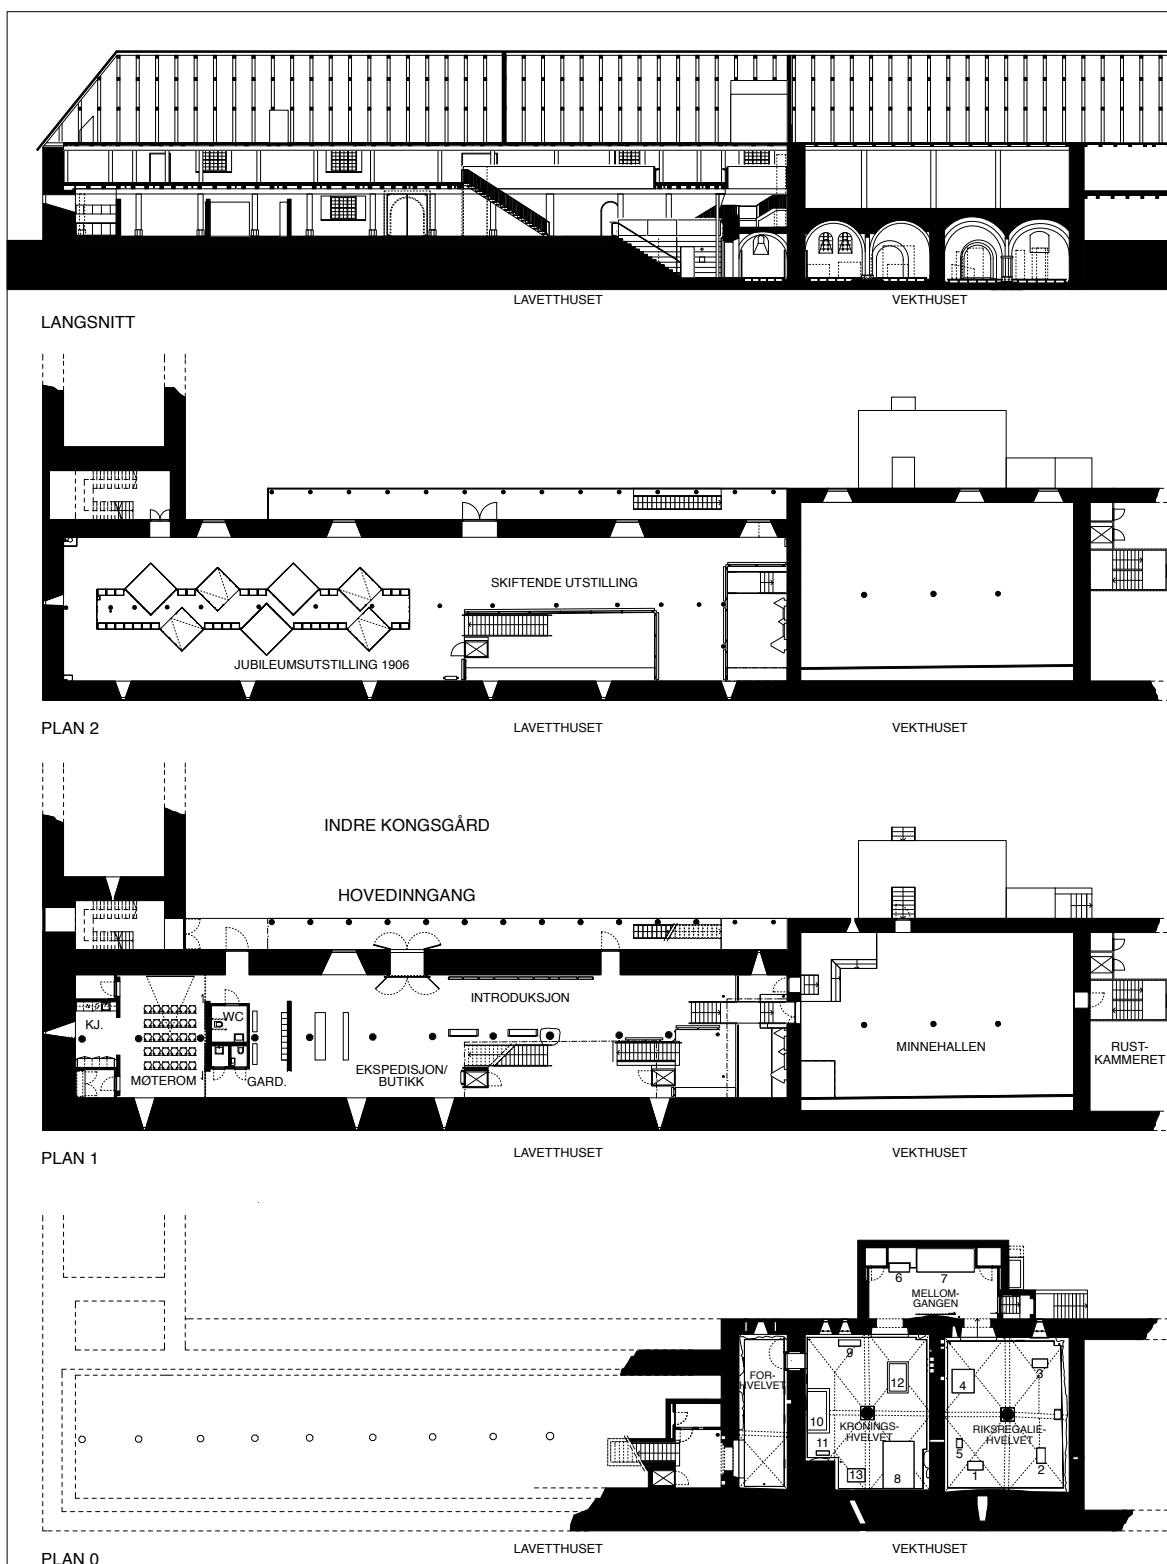 LAVETTHUSET VEKTHUSET
LANGSNITT
SKIFTENDE UTSTILLING
JUBILEUMSUTSTILLING 1906
PLAN 2 LAVETTHUSET VEKTHUSET
INDRE KONGSGÅRD
HOVEDINNGANG
INTRODUKSJON
WC
KJ.
MINNEHALLEN
RUST-
KAMMERET
EKSPEDISJON/
BUTIKK
MØTEROM GARD.
PLAN 1 LAVETTHUSET VEKTHUSET
6 7
MELLOM-
GANGEN
9
FOR-
HVELVET
3
12 4
10
KRONINGS-
HVELVET
RIKSREGALIE-
HVELVET
11 5
13 8 1 2
PLAN 0 LAVETTHUSET VEKTHUSET